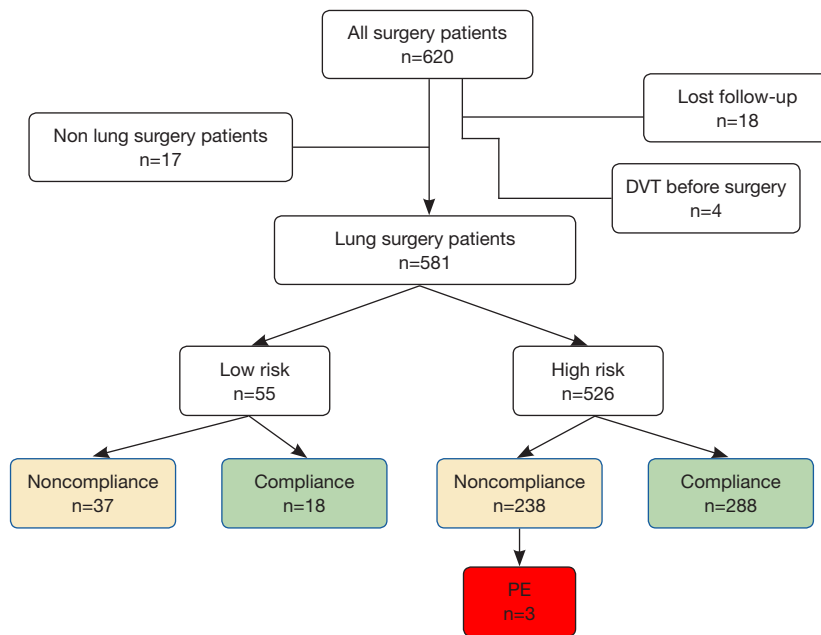 All surgery patients
n=620
Lost follow-up
n=18
Non lung surgery patients
n=17
DVT before surgery
n=4
Lung surgery patients
n=581
Low risk
n=55
High risk
n=526
Noncompliance
n=37
Compliance
n=18
Noncompliance
n=238
Compliance
n=288
PE
n=3